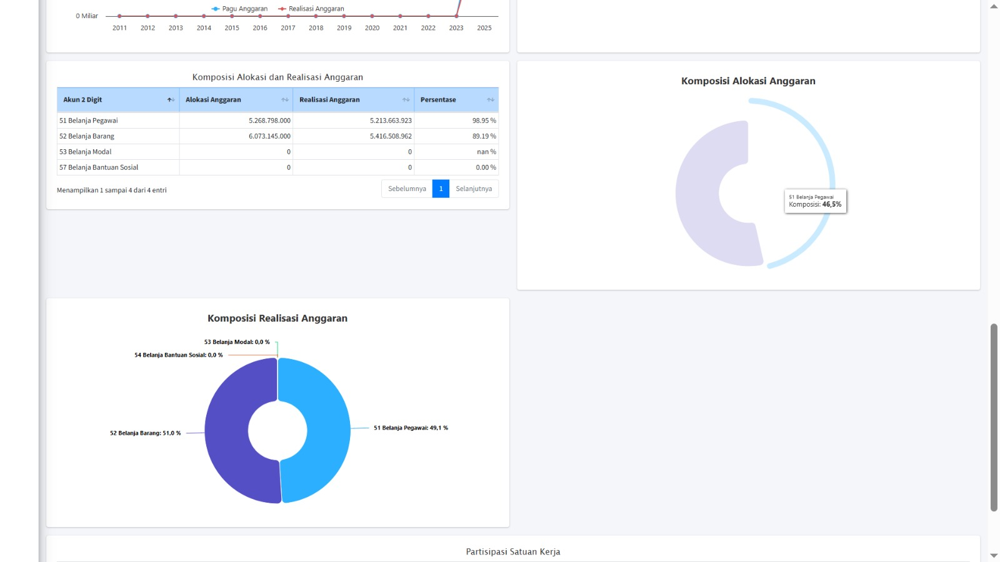 Pagu Anggaran Realisasi Anggaran
0 Miliar
2011 2012 2013 2014 2015 2016 2017 2018 2019 2020 2021 2022 2023 2025
Komposisi Alokasi dan Realisasi Anggaran
Akun 2 Digit Alokasi Anggaran Realisasi Anggaran Persentase
51 Belanja Pegawai 5.268.798.000 5.213.663.923 98.95 %
52 Belanja Barang 6.073.145.000 5.416.508.962 89.19 %
53 Belanja Modal 0 0 nan %
57 Belanja Bantuan Sosial 0 0 0.00 %
Menampilkan 1 sampai 4 dari 4 entri
Sebelumnya 1 Selanjutnya
Komposisi Alokasi Anggaran
51 Belanja Pegawai
Komposisi: 46,5%
Komposisi Realisasi Anggaran
53 Belanja Modal: 0,0 %
54 Belanja Bantuan Sosial: 0,0 %
52 Belanja Barang: 51,0 %
51 Belanja Pegawai: 49,1 %
Partisipasi Satuan Kerja